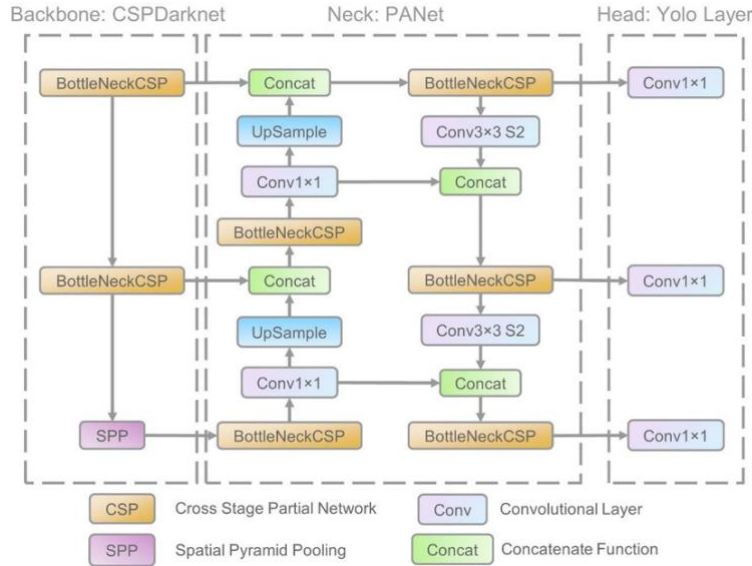 Backbone: CSPDarknet Neck: PANet Head: Yolo Layer
BottleNeckCSP Concat BottleNeckCSP Conv1×1
UpSample Conv3×3 S2
Conv1×1 Concat
BottleNeckCSP
BottleNeckCSP Concat BottleNeckCSP Conv1×1
UpSample Conv3×3 S2
Conv1×1 Concat
SPP BottleNeckCSP BottleNeckCSP Conv1×1
CSP Cross Stage Partial Network Conv Convolutional Layer
SPP Spatial Pyramid Pooling Concat Concatenate Function